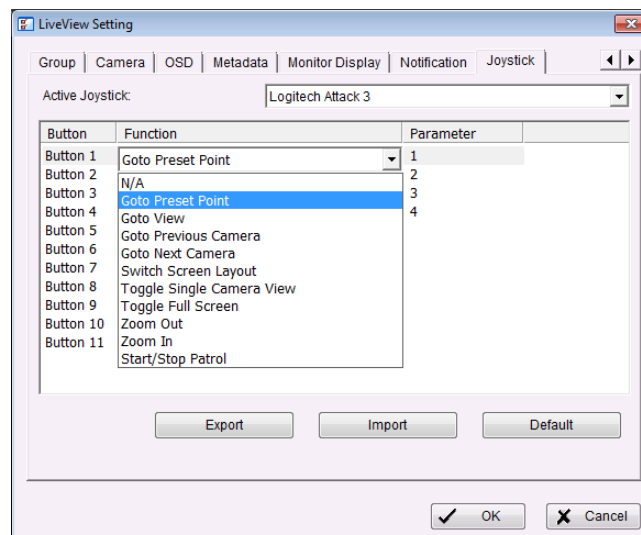 LiveView Setting
Group Camera OSD Metadata Monitor Display Notification Joystick
Active Joystick: Logitech Attack 3
Button Function Parameter
Button 1 Goto Preset Point 1
Button 2 N/A 2
Button 3 Goto Preset Point 3
Button 4 Goto View 4
Button 5 Goto Previous Camera
Button 6 Goto Next Camera
Button 7 Switch Screen Layout
Button 8 Toggle Single Camera View
Button 9 Toggle Full Screen
Button 10 Zoom Out
Button 11 Zoom In
Start/Stop Patrol
Export Import Default
OK Cancel